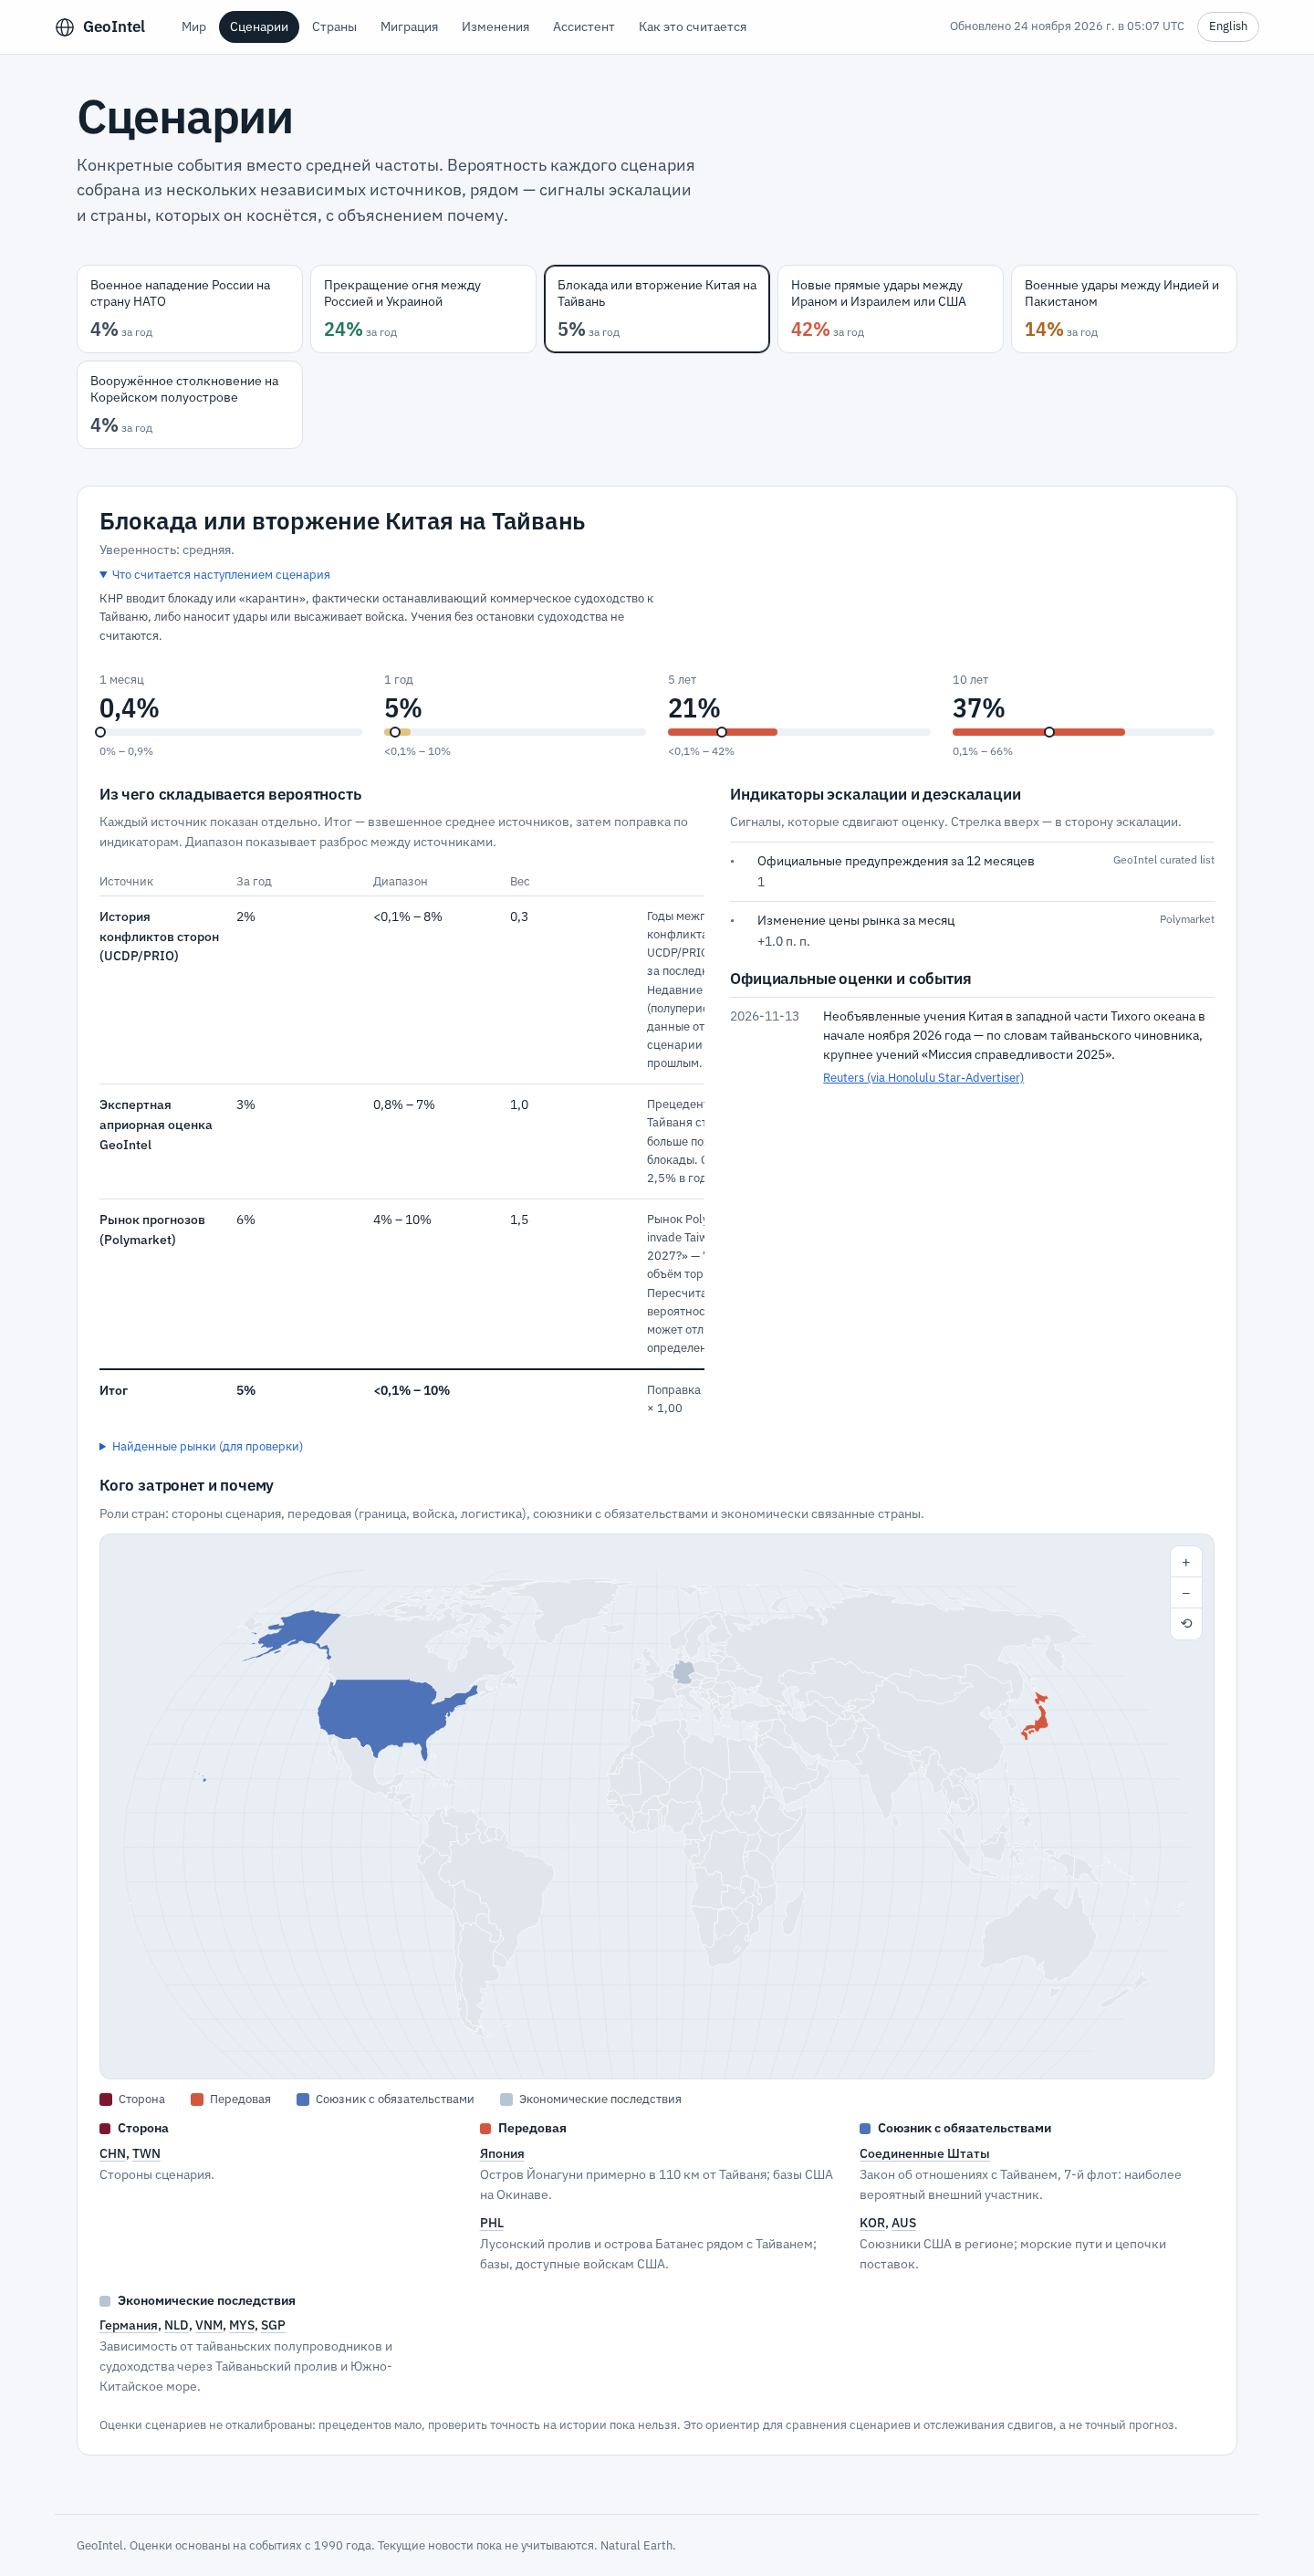 GeoIntel
Мир
Сценарии
Страны
Миграция
Изменения
Ассистент
Как это считается
Обновлено 24 ноября 2026 г. в 05:07 UTC
English
Сценарии
Конкретные события вместо средней частоты. Вероятность каждого сценария
собрана из нескольких независимых источников, рядом — сигналы эскалации
и страны, которых он коснётся, с объяснением почему.
Военное нападение России на
страну НАТО
4% за год
Прекращение огня между
Россией и Украиной
24% за год
Блокада или вторжение Китая на
Тайвань
5% за год
Новые прямые удары между
Ираном и Израилем или США
42% за год
Военные удары между Индией и
Пакистаном
14% за год
Вооружённое столкновение на
Корейском полуострове
4% за год
Блокада или вторжение Китая на Тайвань
Уверенность: средняя.
▼ Что считается наступлением сценария
КНР вводит блокаду или «карантин», фактически останавливающий коммерческое судоходство к
Тайваню, либо наносит удары или высаживает войска. Учения без остановки судоходства не
считаются.
1 месяц
0,4%
0% – 0,9%
1 год
5%
<0,1% – 10%
5 лет
21%
<0,1% – 42%
10 лет
37%
0,1% – 66%
Из чего складывается вероятность
Каждый источник показан отдельно. Итог — взвешенное среднее источников, затем поправка по
индикаторам. Диапазон показывает разброс между источниками.
Источник За год Диапазон Вес
История
конфликтов сторон
(UCDP/PRIO)
2%
<0,1% – 8%
0,3
Годы
конфликта
UCDP/PRIO
за
Недавние
данные
сценарии
прошлым.
Экспертная
априорная оценка
GeoIntel
3%
0,8% – 7%
1,0
Тайваня
больше
блокады.
2,5% в год
Рынок прогнозов
(Polymarket)
6%
4% – 10%
1,5
Рынок
invade
2027?» —
объём
может
Итог
5%
<0,1% – 10%
Поправка
× 1,00
▶ Найденные рынки (для проверки)
Индикаторы эскалации и деэскалации
Сигналы, которые сдвигают оценку. Стрелка вверх — в сторону эскалации.
• Официальные предупреждения за 12 месяцев
1
GeoIntel curated list
• Изменение цены рынка за месяц
+1.0 п. п.
Polymarket
Официальные оценки и события
2026-11-13
Необъявленные учения Китая в западной части Тихого океана в
начале ноября 2026 года — по словам тайваньского чиновника,
крупнее учений «Миссия справедливости 2025».
Reuters (via Honolulu Star-Advertiser)
Кого затронет и почему
Роли стран: стороны сценария, передовая (граница, войска, логистика), союзники с обязательствами и экономически связанные страны.
+
−
⟲
Сторона
Передовая
Союзник с обязательствами
Экономические последствия
Сторона
CHN, TWN
Стороны сценария.
Передовая
Япония
Остров Йонагуни примерно в 110 км от Тайваня; базы США
на Окинаве.
PHL
Лусонский пролив и острова Батанес рядом с Тайванем;
базы, доступные войскам США.
Союзник с обязательствами
Соединенные Штаты
Закон об отношениях с Тайванем, 7-й флот: наиболее
вероятный внешний участник.
KOR, AUS
Союзники США в регионе; морские пути и цепочки
поставок.
Экономические последствия
Германия, NLD, VNM, MYS, SGP
Зависимость от тайваньских полупроводников и
судоходства через Тайваньский пролив и Южно-
Китайское море.
Оценки сценариев не откалиброваны: прецедентов мало, проверить точность на истории пока нельзя. Это ориентир для сравнения сценариев и отслеживания сдвигов, а не точный прогноз.
GeoIntel. Оценки основаны на событиях с 1990 года. Текущие новости пока не учитываются. Natural Earth.